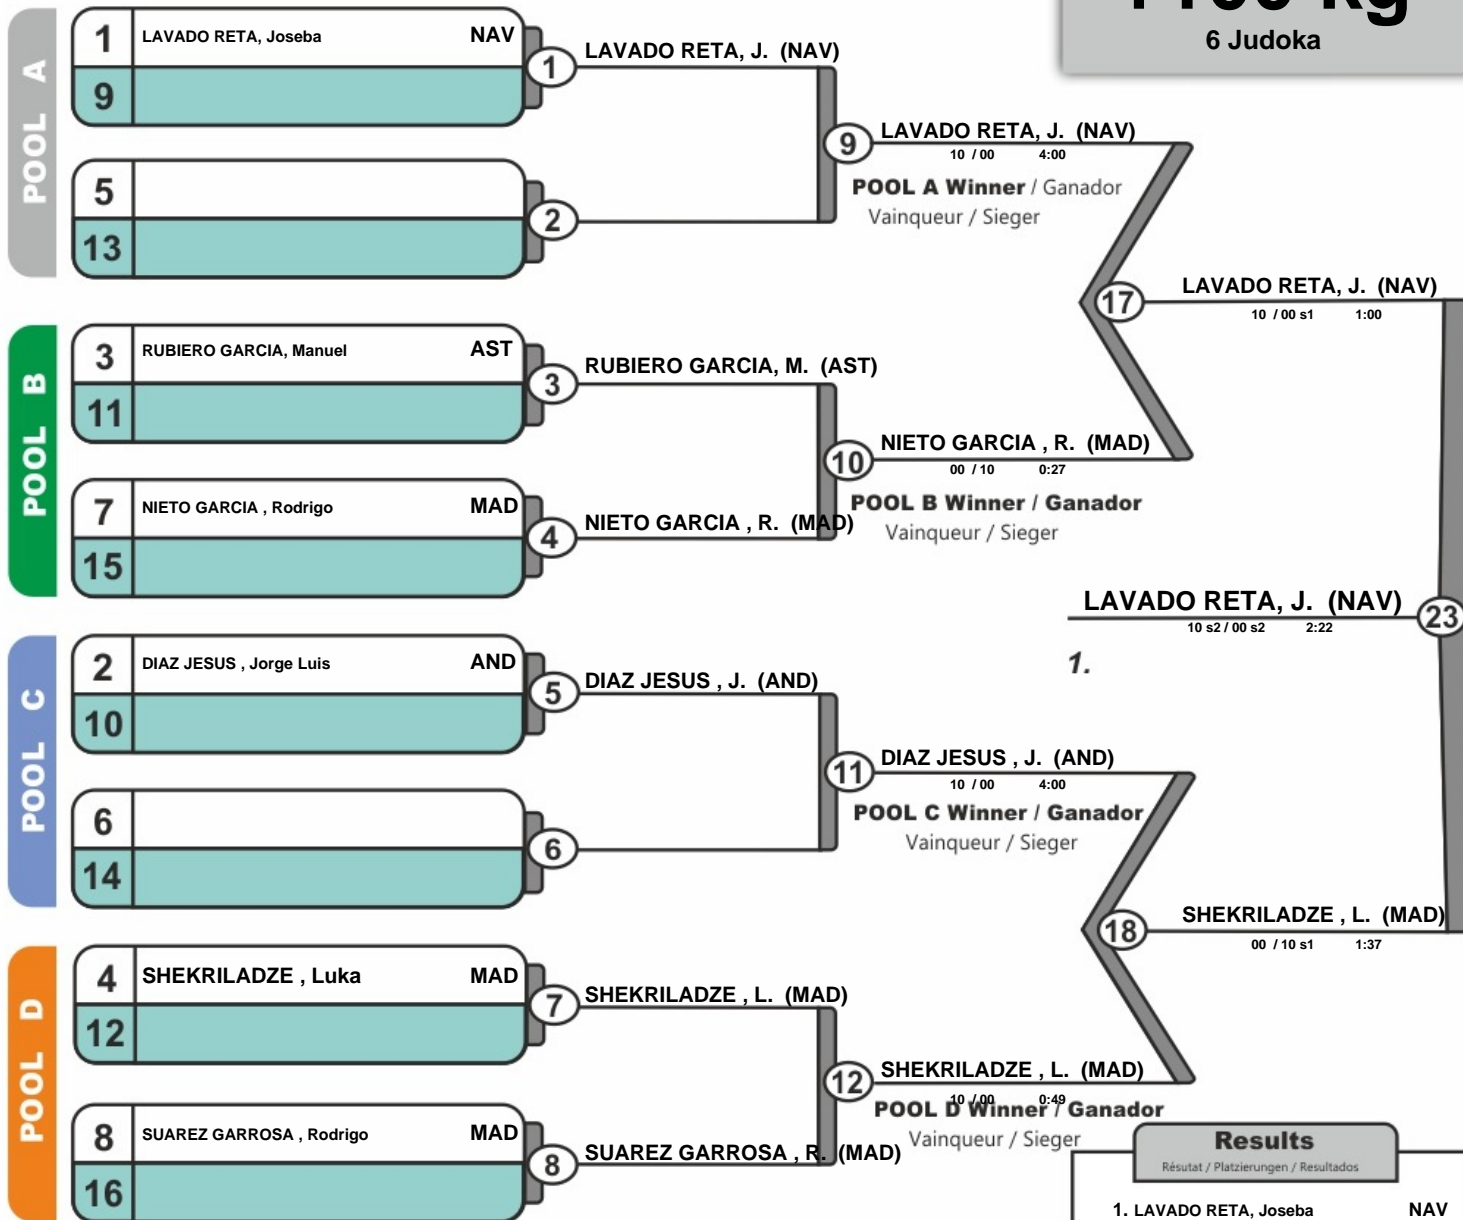 6 Judoka
POOL A
1 LAVADO RETA, Joseba NAV
9
1
LAVADO RETA, J. (NAV)
5
13
2
9
LAVADO RETA, J. (NAV)
10 / 00 4:00
POOL A Winner / Ganador
Vainqueur / Sieger
POOL B
3 RUBIERO GARCIA, Manuel AST
11
3
RUBIERO GARCIA, M. (AST)
7 NIETO GARCIA , Rodrigo MAD
15
4
NIETO GARCIA , R. (MAD)
10
NIETO GARCIA , R. (MAD)
00 / 10 0:27
POOL B Winner / Ganador
Vainqueur / Sieger
17
LAVADO RETA, J. (NAV)
10 / 00 s1 1:00
LAVADO RETA, J. (NAV)
10 s2 / 00 s2 2:22
23
1.
POOL C
2 DIAZ JESUS , Jorge Luis AND
10
5
DIAZ JESUS , J. (AND)
6
14
6
11
DIAZ JESUS , J. (AND)
10 / 00 4:00
POOL C Winner / Ganador
Vainqueur / Sieger
18
SHEKRILADZE , L. (MAD)
00 / 10 s1 1:37
POOL D
4 SHEKRILADZE , Luka MAD
12
7
SHEKRILADZE , L. (MAD)
8 SUAREZ GARROSA , Rodrigo MAD
16
8
SUAREZ GARROSA , R. (MAD)
12
SHEKRILADZE , L. (MAD)
10 / 00 0:49
POOL D Winner / Ganador
Vainqueur / Sieger
Results
Résutat / Platzierungen / Resultados
1. LAVADO RETA, Joseba NAV